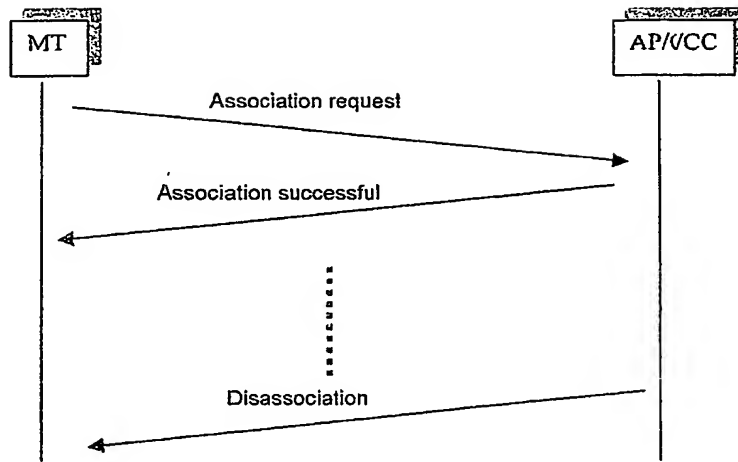 MT
AP/CC
Association request
Association successful
Disassociation